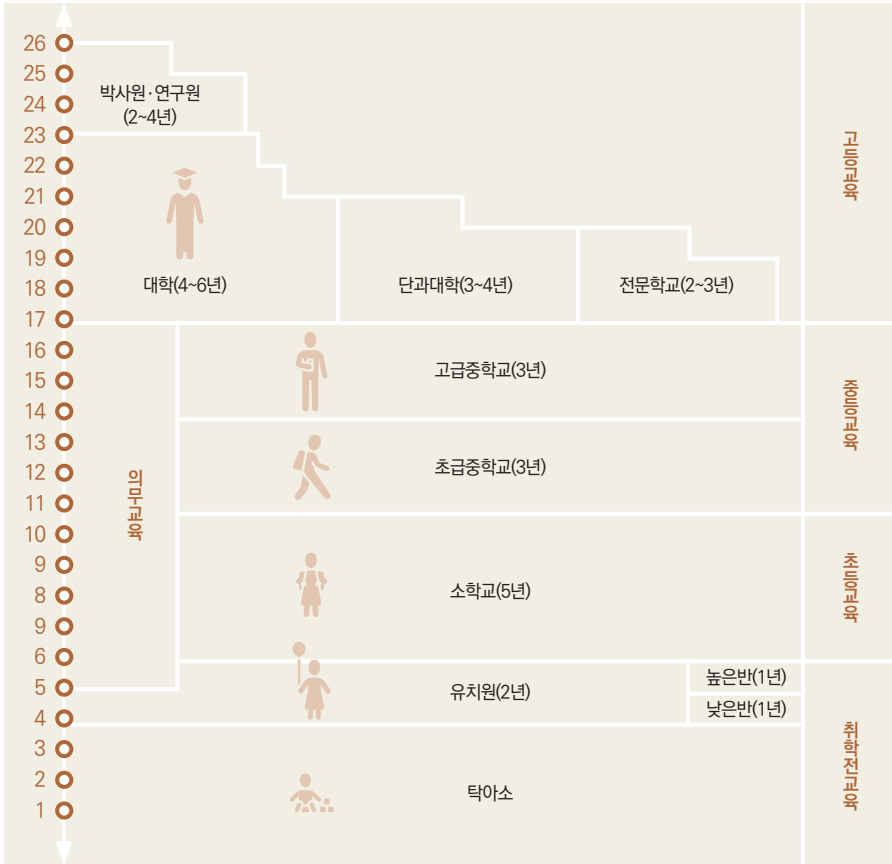 26
25
24
23
22
21
20
19
18
17
16
15
14
13
12
11
10
9
8
9
6
5
4
3
2
1
박사원·연구원
(2~4년)
대학(4~6년)
단과대학(3~4년)
전문학교(2~3년)
고등교육
의무교육
고급중학교(3년)
초급중학교(3년)
중등교육
소학교(5년)
초등교육
유치원(2년)
높은반(1년)
낮은반(1년)
탁아소
취학전교육